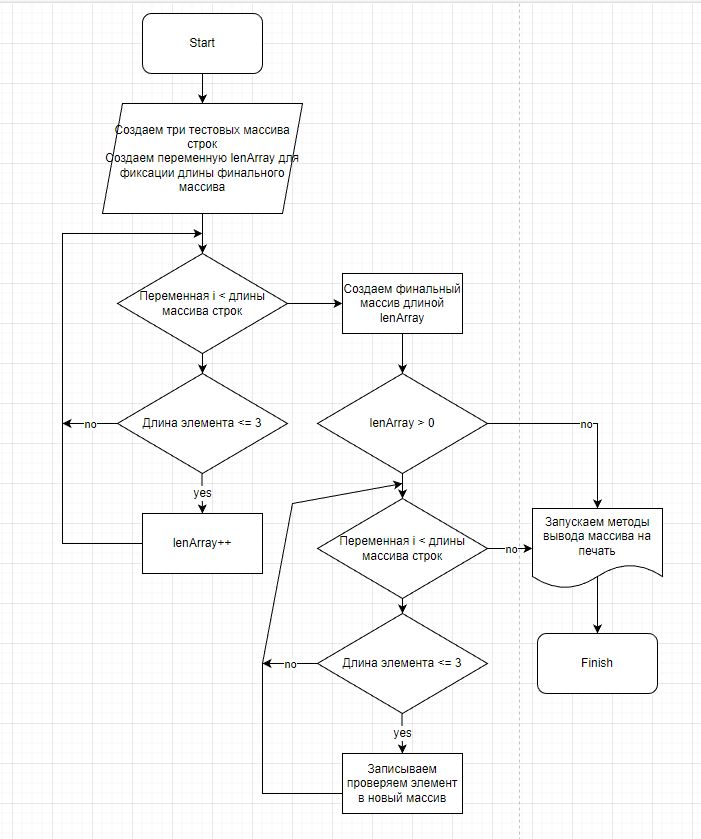 Start
Создаем три тестовых массива
строк
Создаем переменную lenArray для
фиксации длины финального
массива
Переменная i < длины
массива строк
Создаем финальный
массив длиной
lenArray
no
Длина элемента <= 3
lenArray > 0
no
yes
lenArray++
Запускаем методы
вывода массива на
печать
Переменная i < длины
массива строк
no
no
Длина элемента <= 3
Finish
yes
Записываем
проверяем элемент
в новый массив